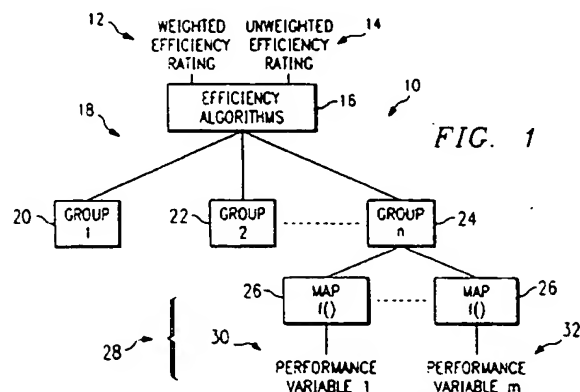 12 WEIGHTED EFFICIENCY RATING
UNWEIGHTED EFFICIENCY RATING 14
EFFICIENCY ALGORITHMS 16
10
18
FIG. 1
20 GROUP 1
22 GROUP 2
GROUP n 24
26 MAP f()
MAP f() 26
28
30
32
PERFORMANCE VARIABLE 1
PERFORMANCE VARIABLE m